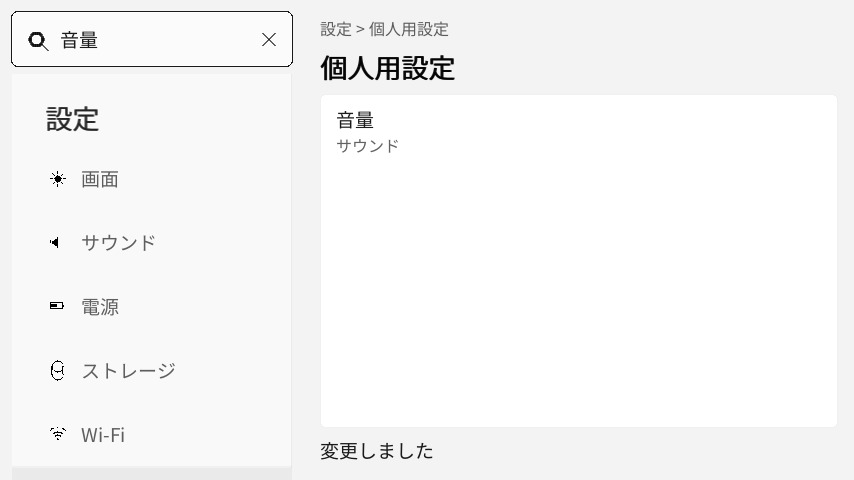 音量
設定
画面
サウンド
電源
ストレージ
Wi-Fi
設定 > 個人用設定
個人用設定
音量
サウンド
変更しました